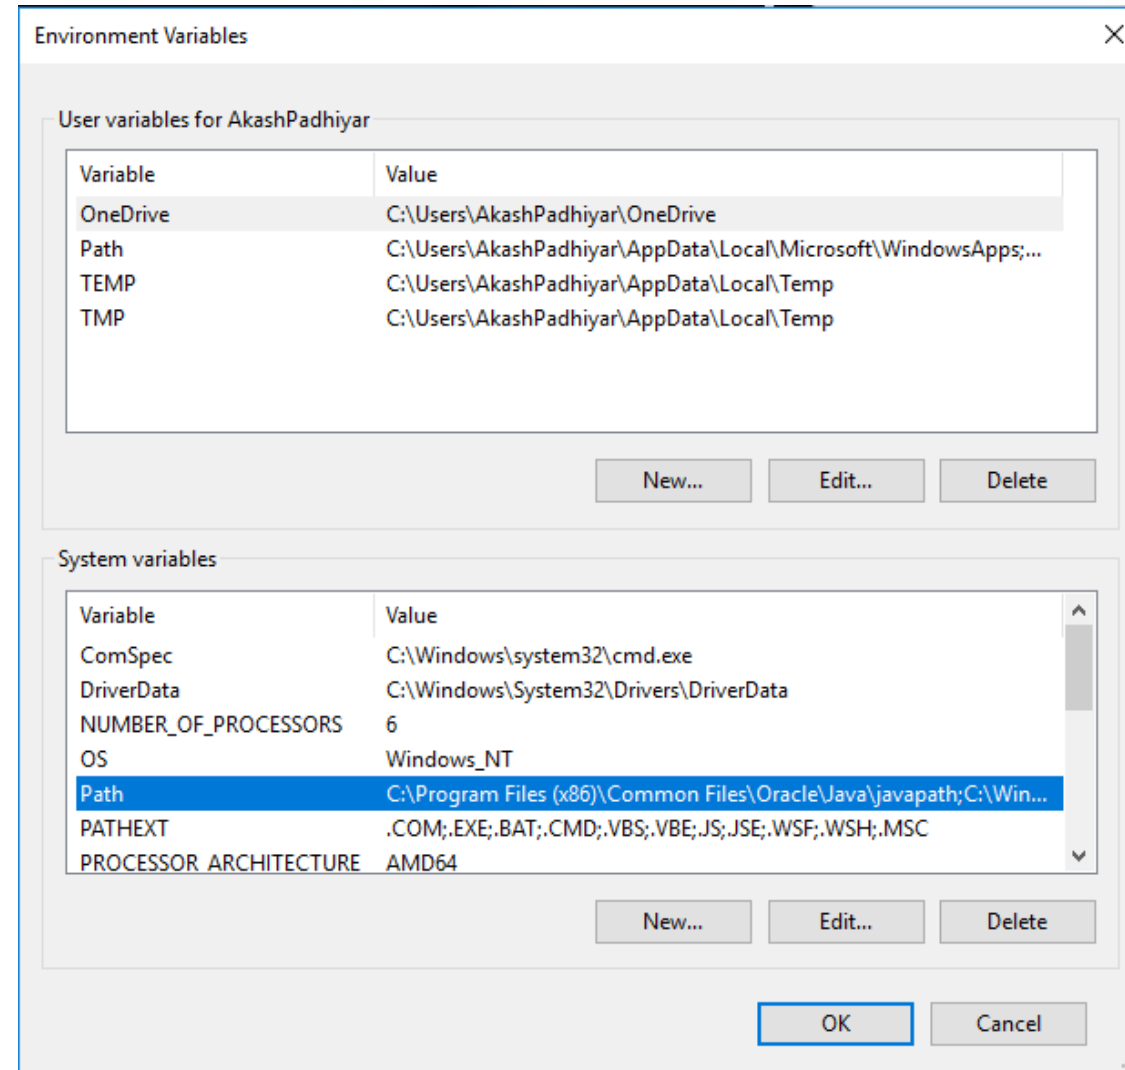 Environment Variables
User variables for AkashPadhiyar
Variable Value
OneDrive C:\Users\AkashPadhiyar\OneDrive
Path C:\Users\AkashPadhiyar\AppData\Local\Microsoft\WindowsApps;...
TEMP C:\Users\AkashPadhiyar\AppData\Local\Temp
TMP C:\Users\AkashPadhiyar\AppData\Local\Temp
New... Edit... Delete
System variables
Variable Value
ComSpec C:\Windows\system32\cmd.exe
DriverData C:\Windows\System32\Drivers\DriverData
NUMBER_OF_PROCESSORS 6
OS Windows_NT
Path C:\Program Files (x86)\Common Files\Oracle\Java\javapath;C:\Win...
PATHEXT .COM;.EXE;.BAT;.CMD;.VBS;.VBE;.JS;.JSE;.WSF;.WSH;.MSC
PROCESSOR_ARCHITECTURE AMD64
New... Edit... Delete
OK Cancel